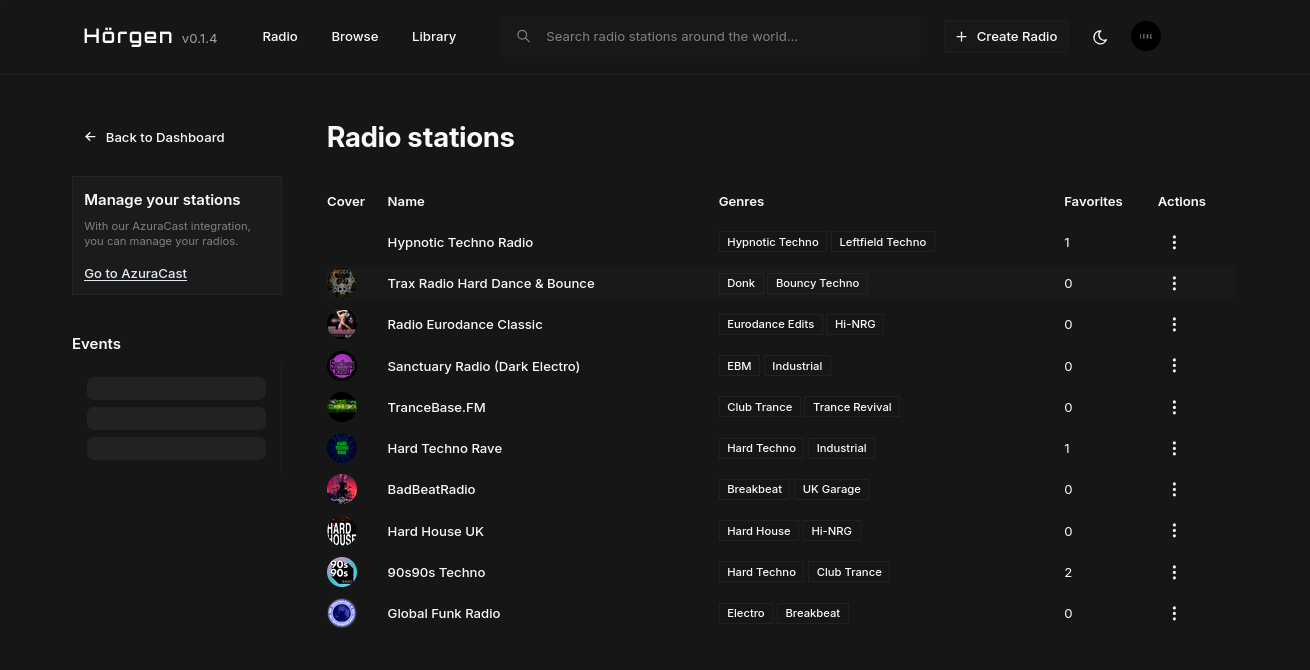 Hörgen v0.1.4 Radio Browse Library Search radio stations around the world... + Create Radio
← Back to Dashboard
Manage your stations
With our AzuraCast integration,
you can manage your radios.
Go to AzuraCast
Events
Radio stations
Cover Name Genres Favorites Actions
Hypnotic Techno Radio Hypnotic Techno Leftfield Techno 1
Trax Radio Hard Dance & Bounce Donk Bouncy Techno 0
Radio Eurodance Classic Eurodance Edits Hi-NRG 0
Sanctuary Radio (Dark Electro) EBM Industrial 0
TranceBase.FM Club Trance Trance Revival 0
HARD
TECHNO
RAVE
Hard Techno Rave Hard Techno Industrial 1
BadBeatRadio Breakbeat UK Garage 0
HARD
HOUSE
Hard House UK Hard House Hi-NRG 0
90s
90s
90s90s Techno Hard Techno Club Trance 2
Global Funk Radio Electro Breakbeat 0